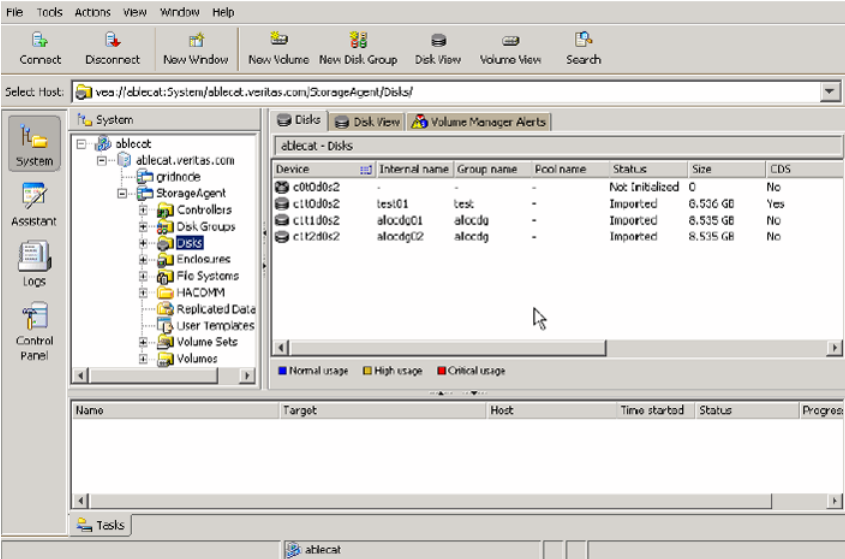 File Tools Actions View Window Help
Connect Disconnect New Window New Volume New Disk Group Disk View Volume View Search
Select Host: vea://ablecat:System/ablecat.veritas.com/StorageAgent/Disks/
System
Assistant
Logs
Control Panel
System
ablecat
ablecat.veritas.com
gridnode
StorageAgent
Controllers
Disk Groups
Disks
Enclosures
File Systems
HACOMM
Replicated Data
User Templates
Volume Sets
Volumes
Disks Disk View Volume Manager Alerts
ablecat - Disks
Device Internal name Group name Pool name Status Size CDS
c0t0d0s2 - - - Not Initialized 0 No
c1t0d0s2 test01 test - Imported 8.536 GB Yes
c1t1d0s2 alocdg01 alocdg - Imported 8.535 GB No
c1t2d0s2 alocdg02 alocdg - Imported 8.535 GB No
Normal usage High usage Critical usage
Name Target Host Time started Status Progres
Tasks
ablecat